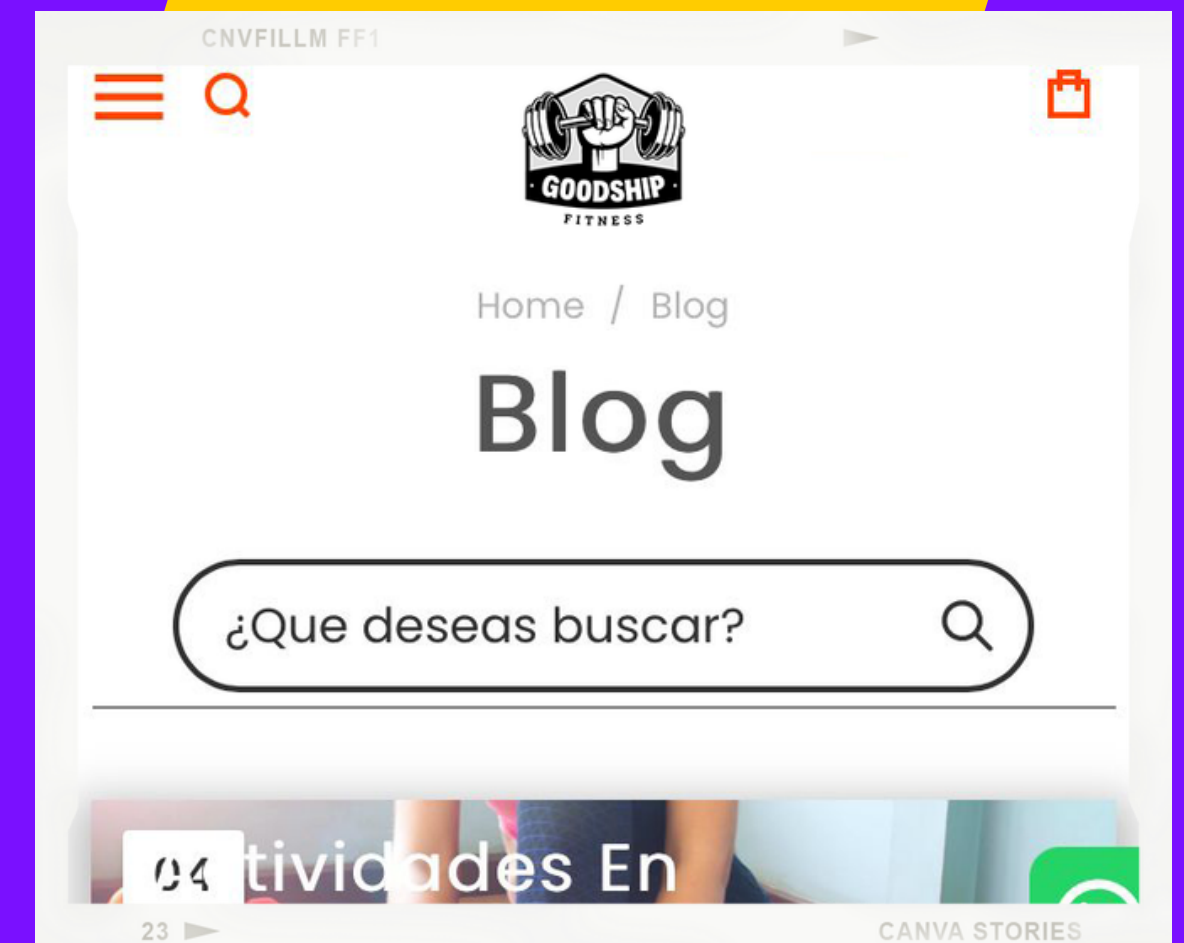 CNVFILLM FF1
GOODSHIP
FITNESS
Home / Blog
Blog
¿Que deseas buscar?
04
tividades En
23
CANVA STORIES